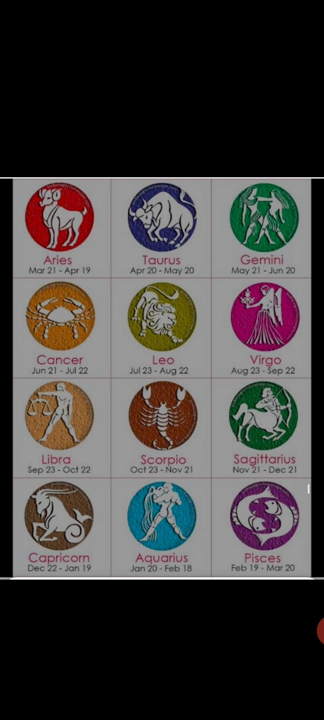 Aries
Mar 21 - Apr 19
Taurus
Apr 20 - May 20
Gemini
May 21 - Jun 20
Cancer
Jun 21 - Jul 22
Leo
Jul 23 - Aug 22
Virgo
Aug 23 - Sep 22
Libra
Sep 23 - Oct 22
Scorpio
Oct 23 - Nov 21
Sagittarius
Nov 21 - Dec 21
Capricorn
Dec 22 - Jan 19
Aquarius
Jan 20 - Feb 18
Pisces
Feb 19 - Mar 20